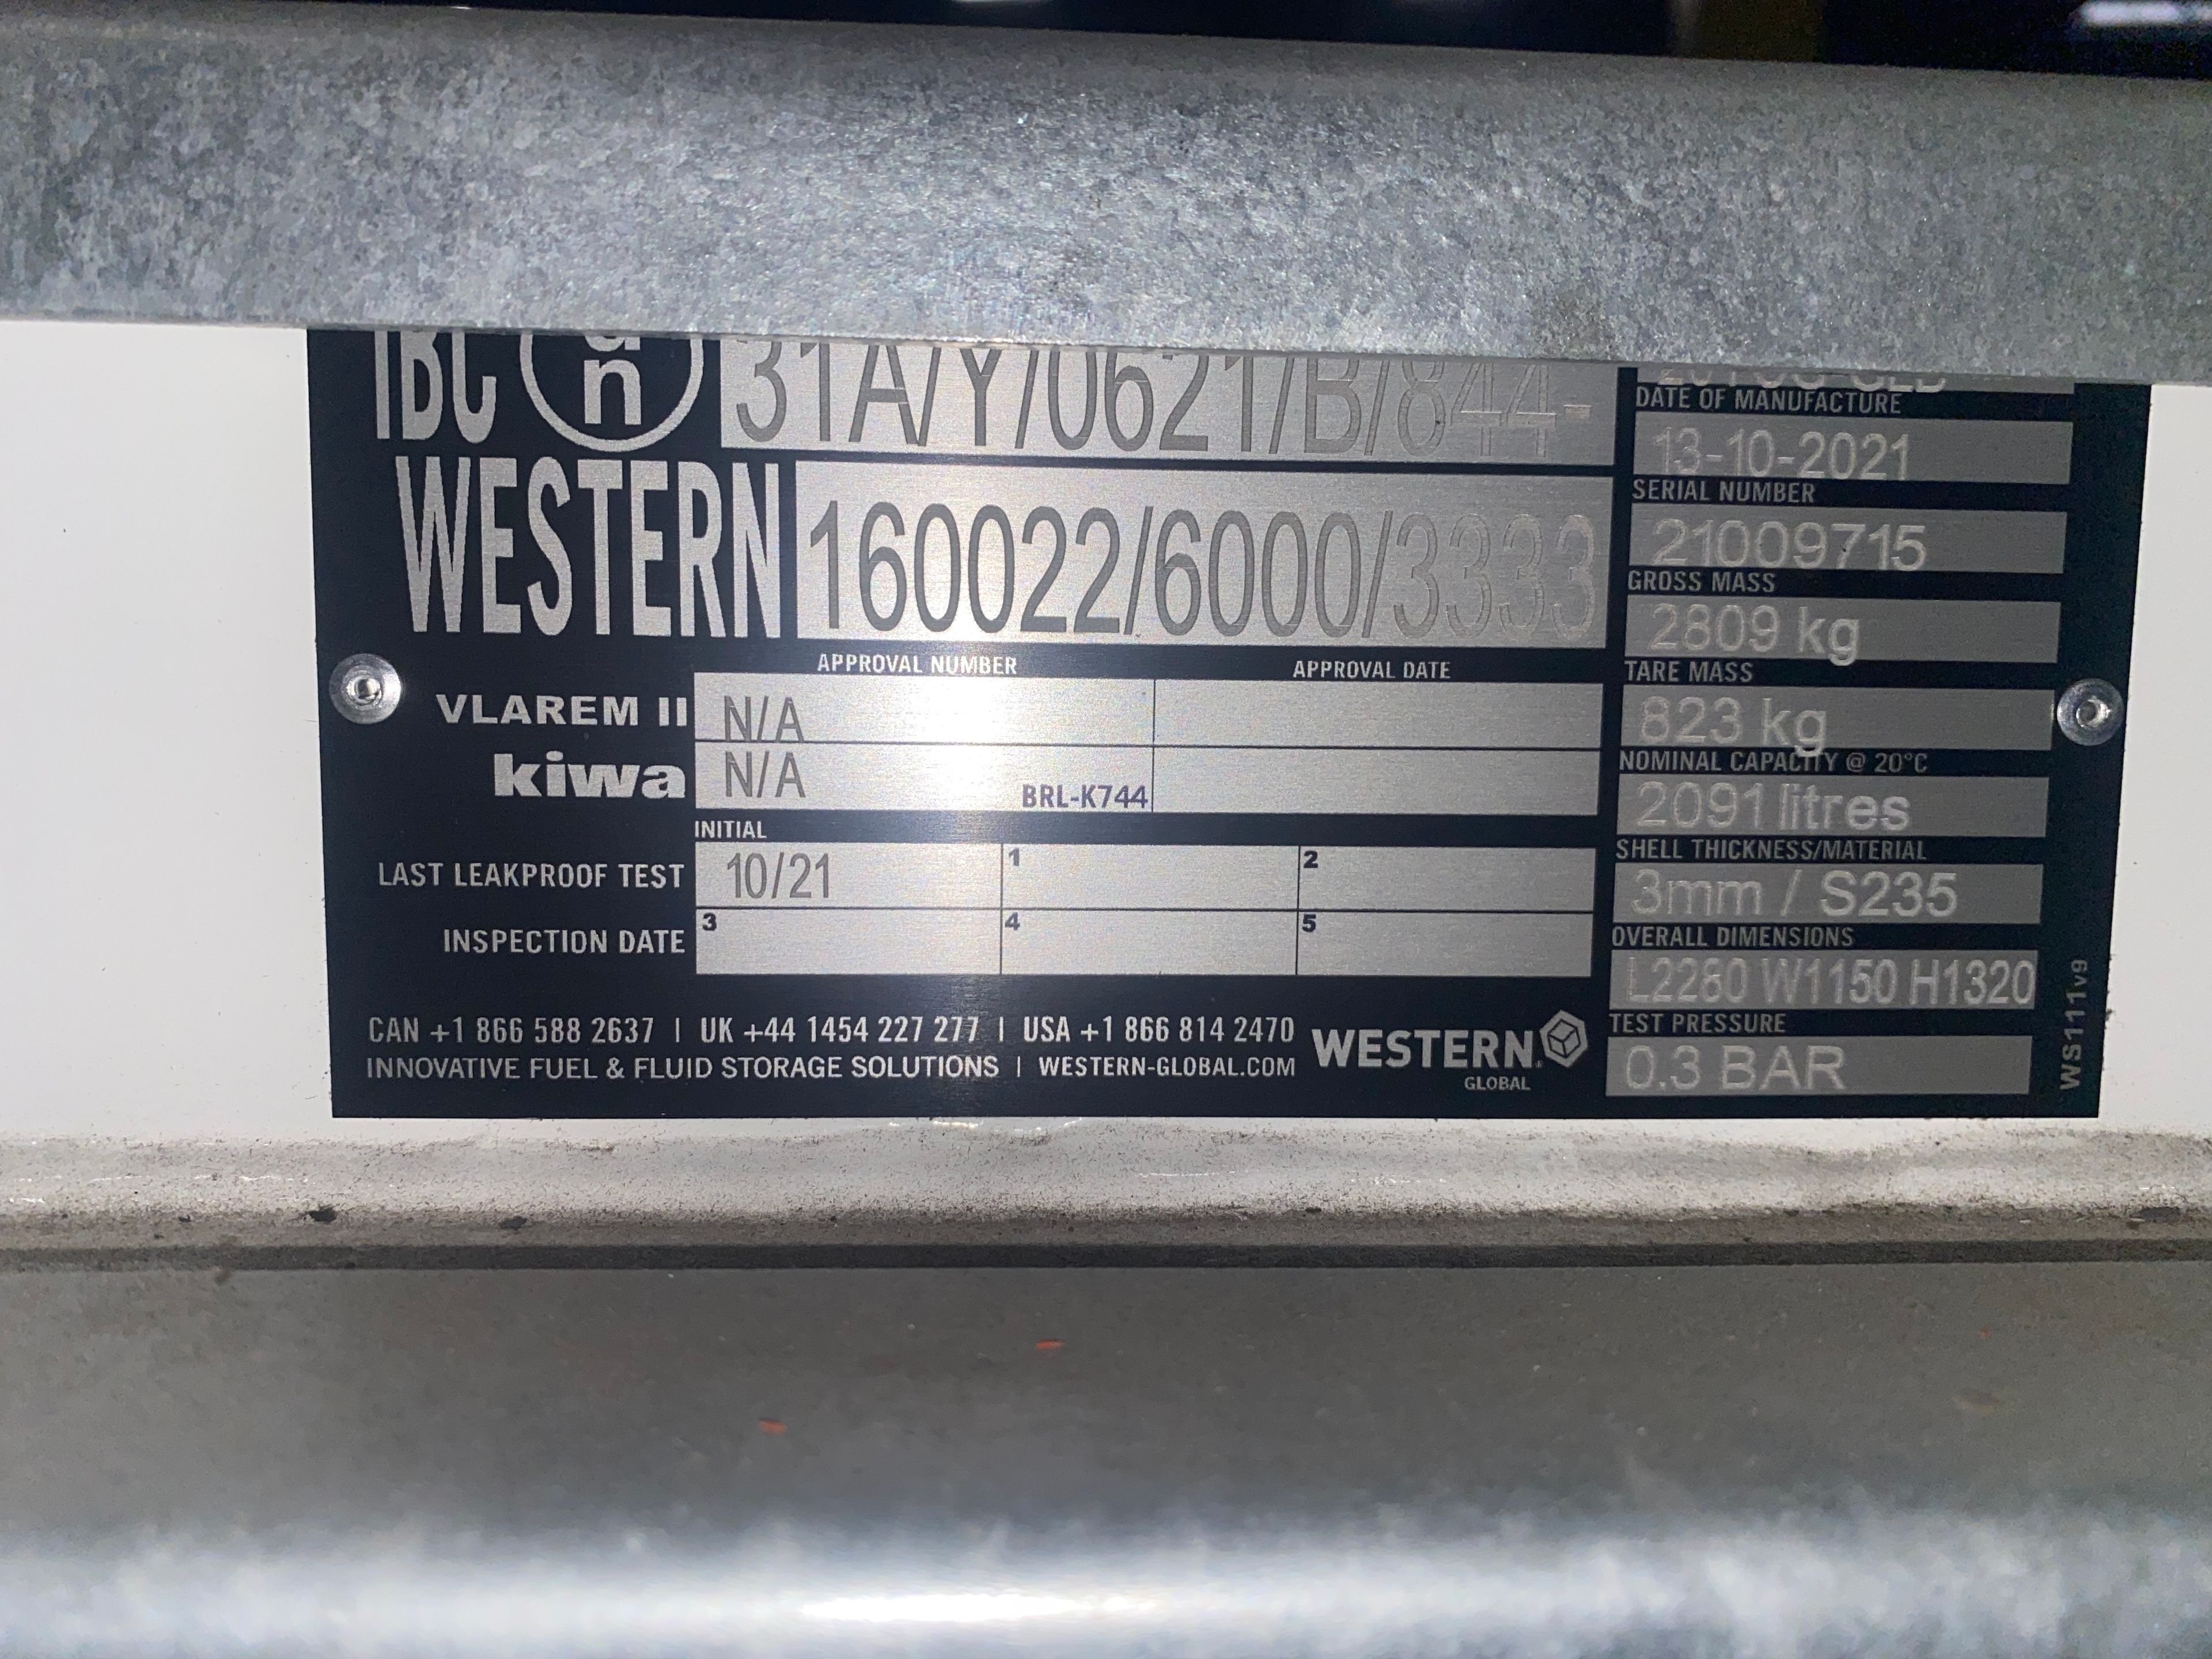 IBC un 31A/Y/0621/B/844-
WESTERN 160022/6000/3333
APPROVAL NUMBER APPROVAL DATE
VLAREM II N/A
kiwa N/A BRL-K744
INITIAL
LAST LEAKPROOF TEST 10/21 1 2
INSPECTION DATE 3 4 5
CAN +1 866 588 2637 | UK +44 1454 227 277 | USA +1 866 814 2470
INNOVATIVE FUEL & FLUID STORAGE SOLUTIONS | WESTERN-GLOBAL.COM
WESTERN
GLOBAL
DATE OF MANUFACTURE
13-10-2021
SERIAL NUMBER
21009715
GROSS MASS
2809 kg
TARE MASS
823 kg
NOMINAL CAPACITY @ 20°C
2091 litres
SHELL THICKNESS/MATERIAL
3mm / S235
OVERALL DIMENSIONS
L2280 W1150 H1320
TEST PRESSURE
0.3 BAR
WS111v9